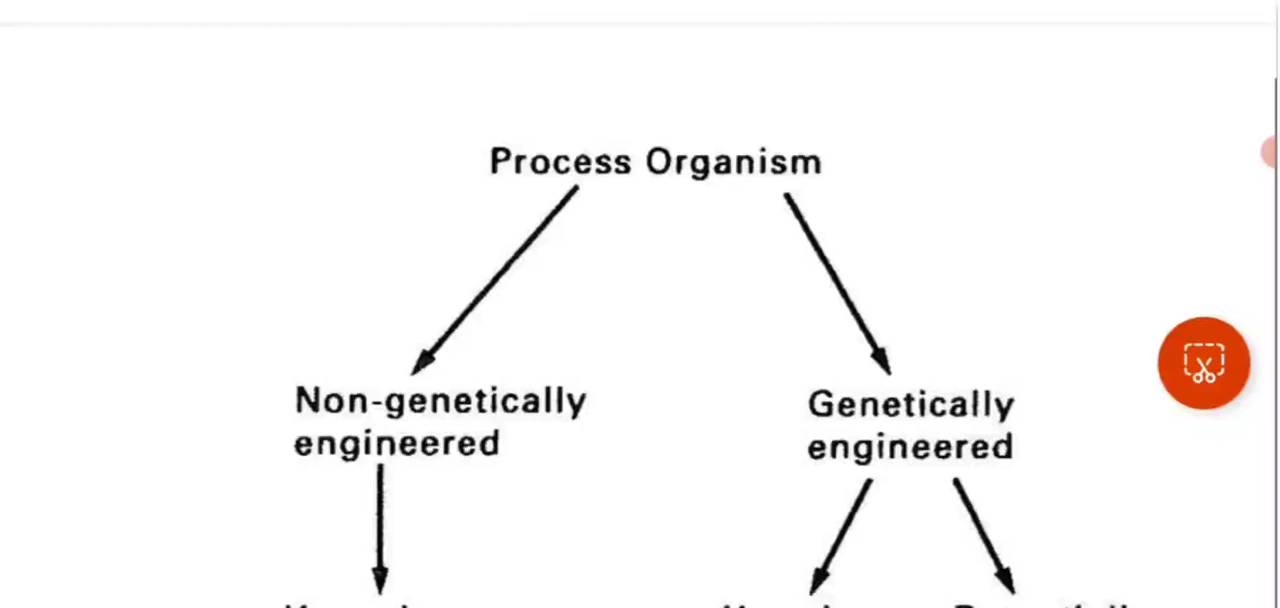 Process Organism
Non-genetically
engineered
Genetically
engineered